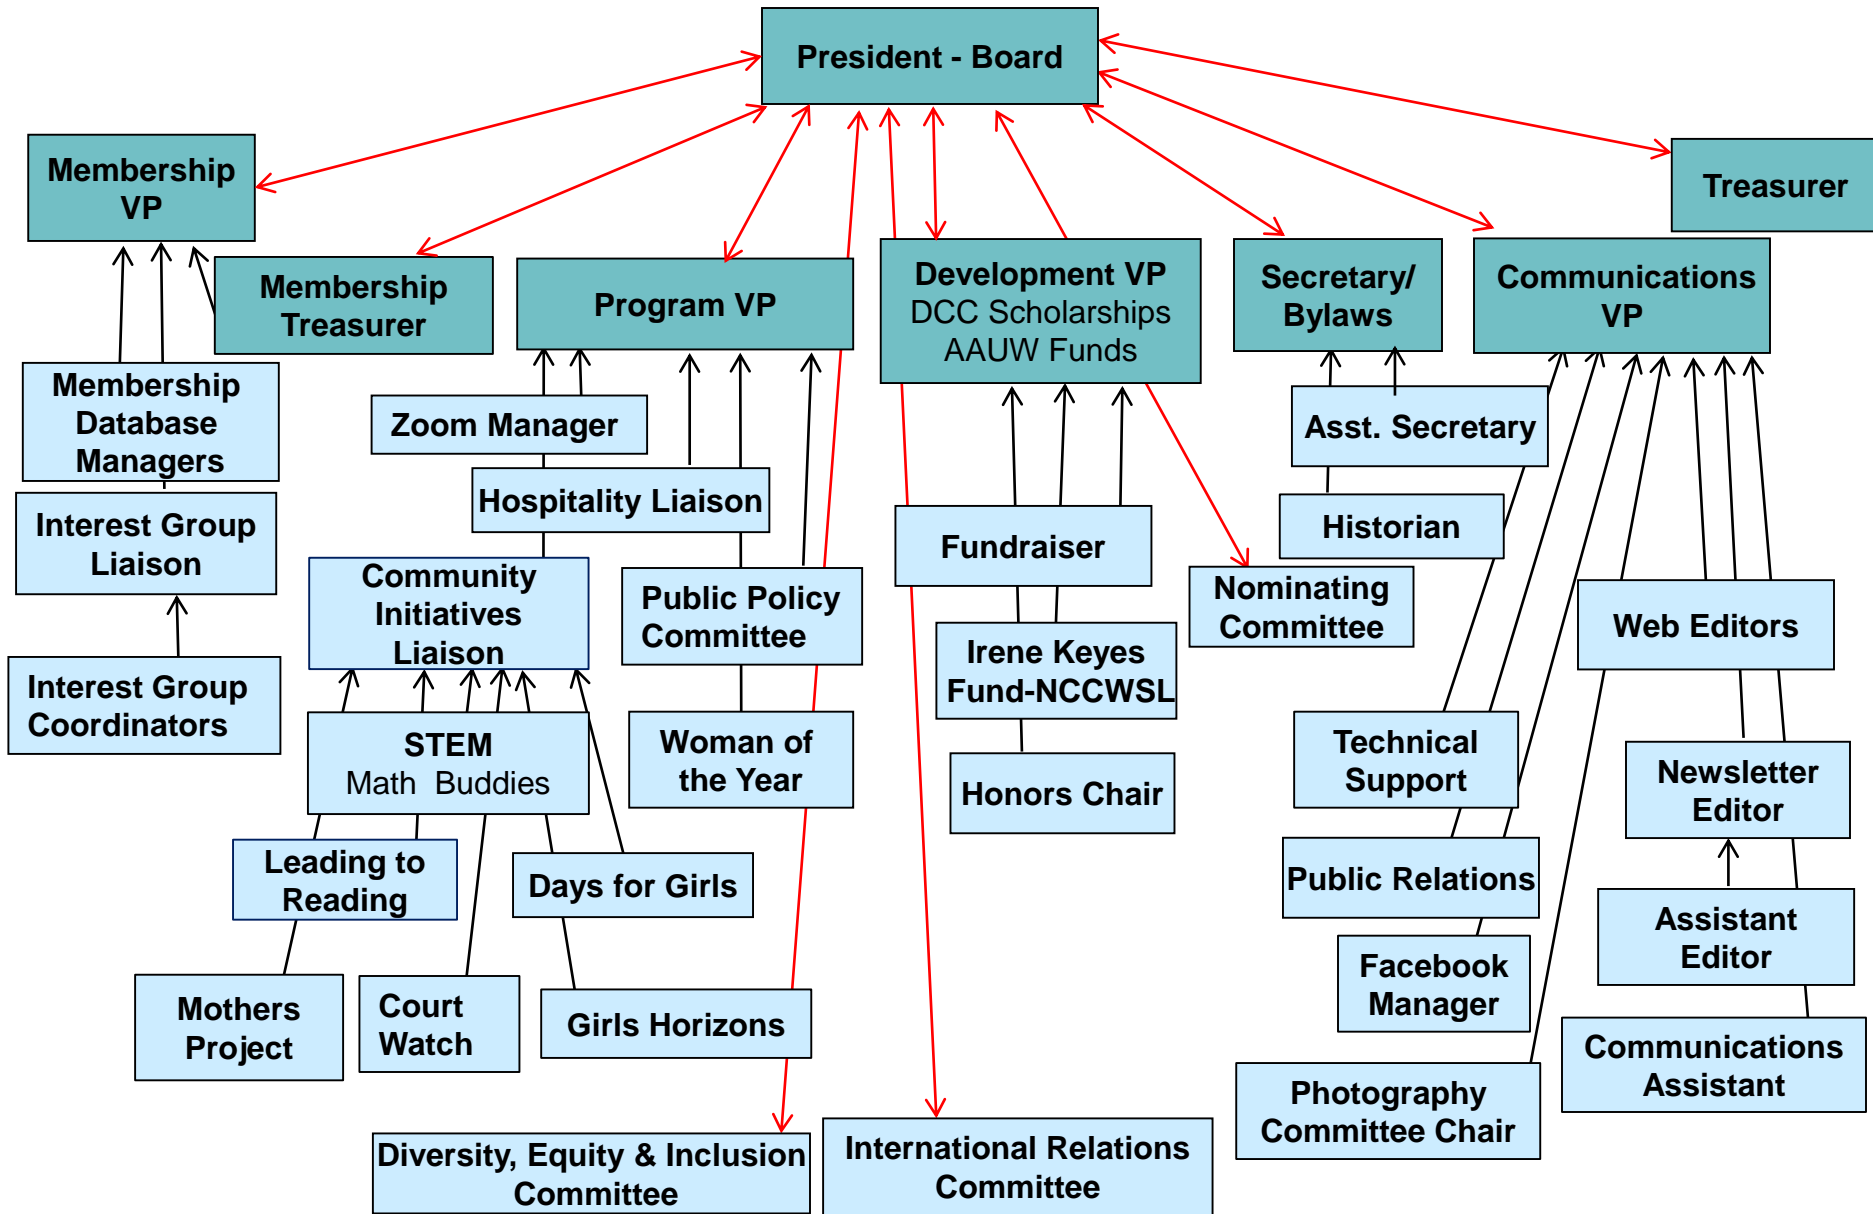 President - Board
Membership
VP
Treasurer
Membership
Treasurer
Program VP
Development VP
DCC Scholarships
AAUW Funds
Secretary/
Bylaws
Communications
VP
Membership
Database
Managers
Zoom Manager
Asst. Secretary
Interest Group
Liaison
Hospitality Liaison
Fundraiser
Historian
Community
Initiatives
Liaison
Public Policy
Committee
Nominating
Committee
Web Editors
Irene Keyes
Fund-NCCWSL
Interest Group
Coordinators
STEM
Math  Buddies
Woman of
the Year
Honors Chair
Technical
Support
Newsletter
Editor
Leading to
Reading
Days for Girls
Public Relations
Assistant
Editor
Mothers
Project
Court
Watch
Girls Horizons
Facebook
Manager
Communications
Assistant
Photography
Committee Chair
Diversity, Equity & Inclusion
Committee
International Relations
Committee